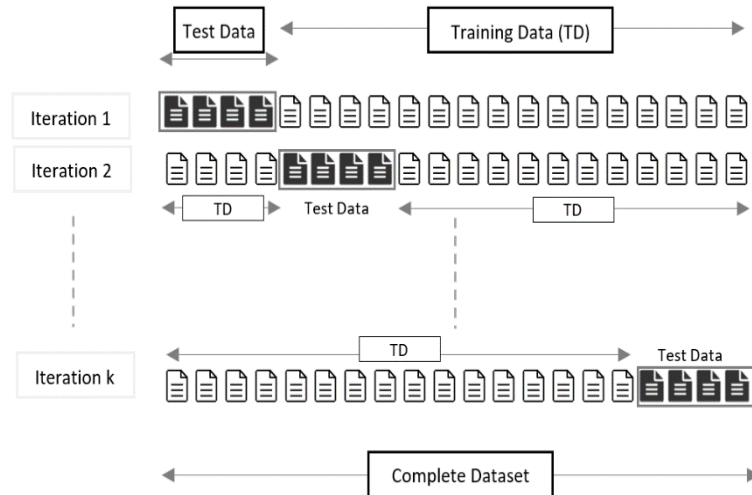 Test Data
Training Data (TD)
Iteration 1
Iteration 2
TD
Test Data
TD
TD
Test Data
Iteration k
Complete Dataset